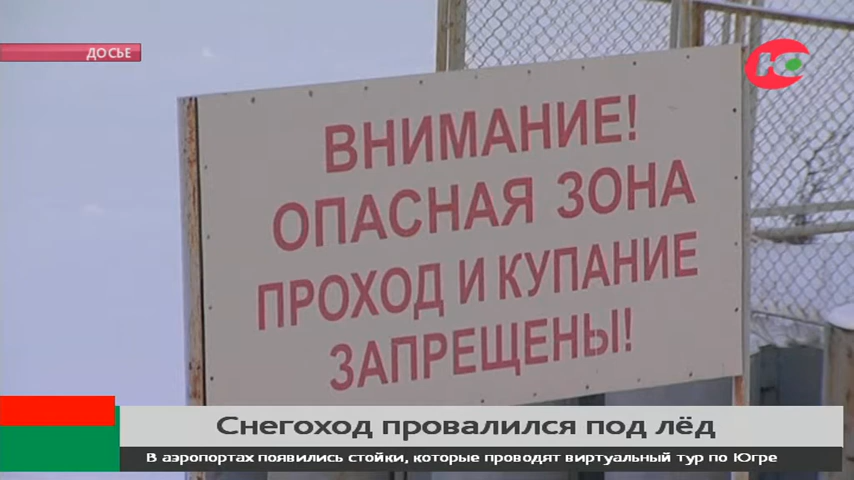 ДОСЬЕ
Ю
ВНИМАНИЕ!
ОПАСНАЯ ЗОНА
ПРОХОД И КУПАНИЕ
ЗАПРЕЩЕНЫ!
Снегоход провалился под лёд
В аэропортах появились стойки, которые проводят виртуальный тур по Югре